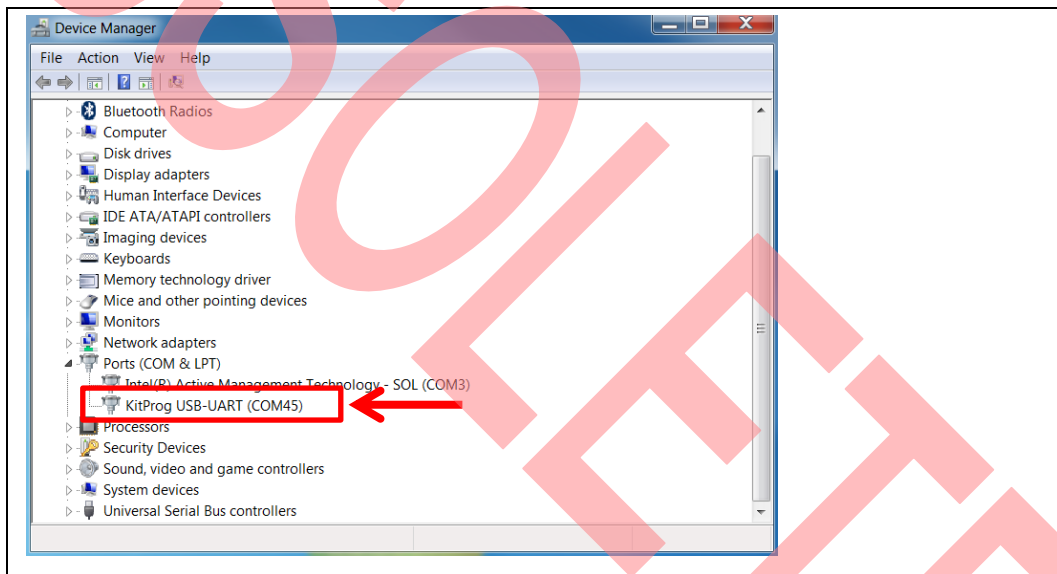 Device Manager
File Action View Help
Bluetooth Radios
Computer
Disk drives
Display adapters
Human Interface Devices
IDE ATA/ATAPI controllers
Imaging devices
Keyboards
Memory technology driver
Mice and other pointing devices
Monitors
Network adapters
Ports (COM & LPT)
Intel(R) Active Management Technology - SOL (COM3)
KitProg USB-UART (COM45)
Processors
Security Devices
Sound, video and game controllers
System devices
Universal Serial Bus controllers